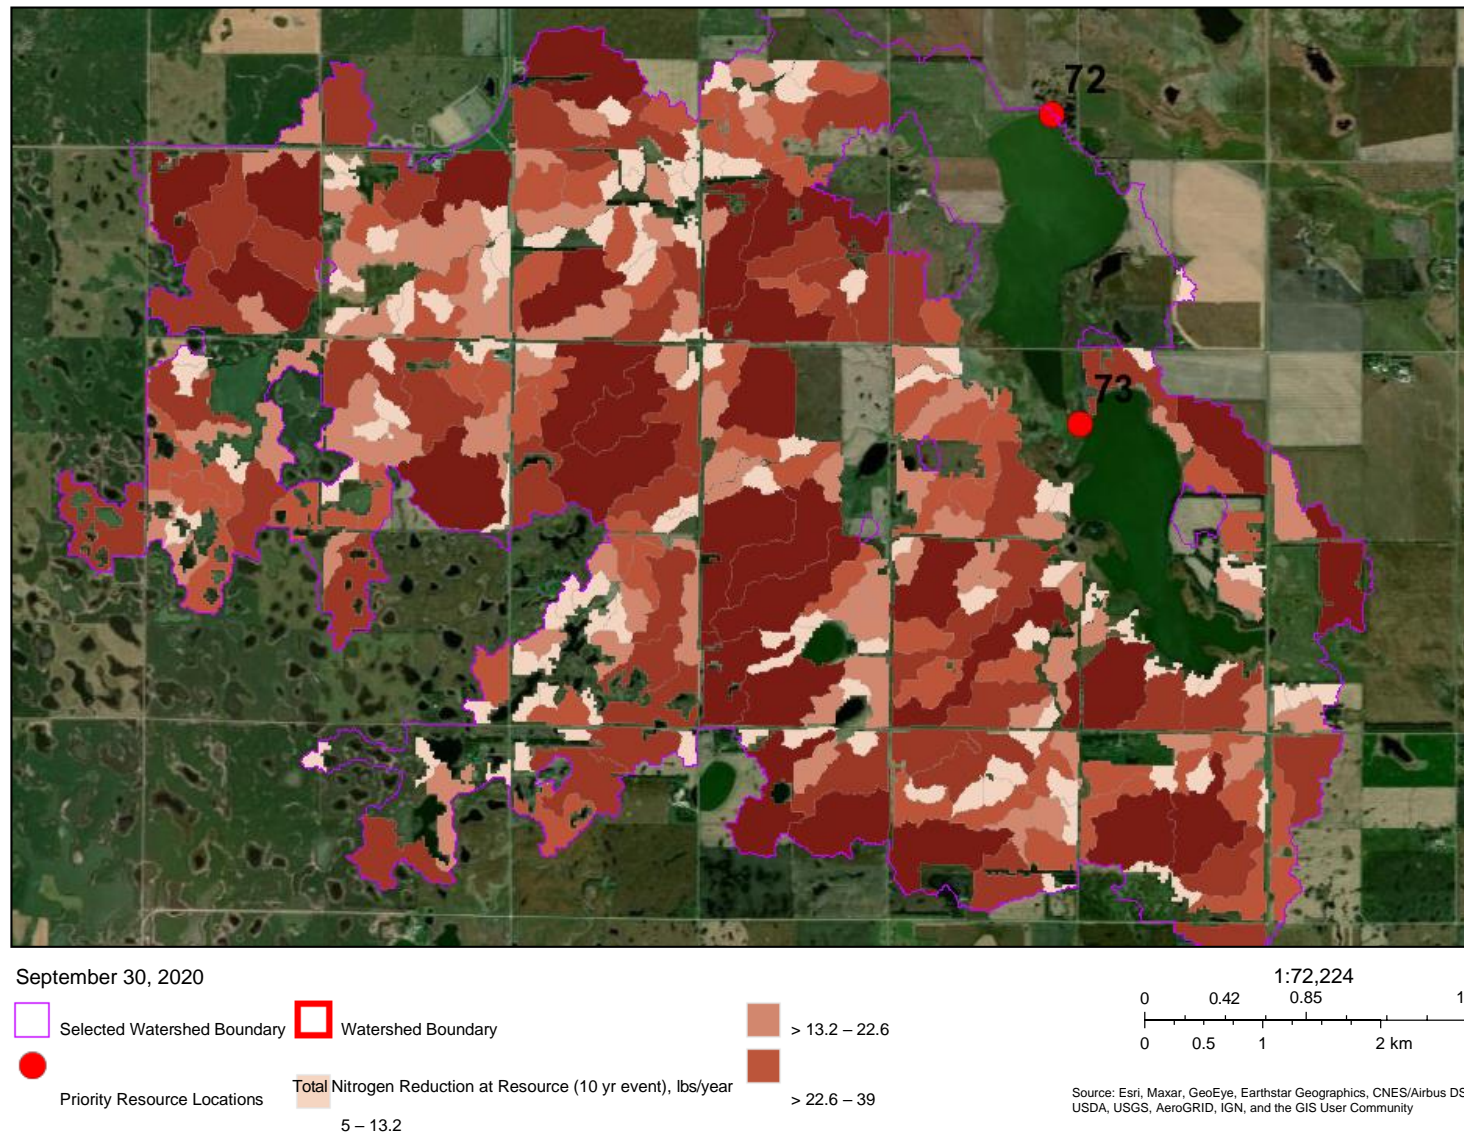 72
73
September 30, 2020
Selected Watershed Boundary
Watershed Boundary
Priority Resource Locations
Total Nitrogen Reduction at Resource (10 yr event), lbs/year
5 – 13.2
> 13.2 – 22.6
> 22.6 – 39
1:72,224
0 0.42 0.85 1
0 0.5 1 2 km
Source: Esri, Maxar, GeoEye, Earthstar Geographics, CNES/Airbus DS
USDA, USGS, AeroGRID, IGN, and the GIS User Community